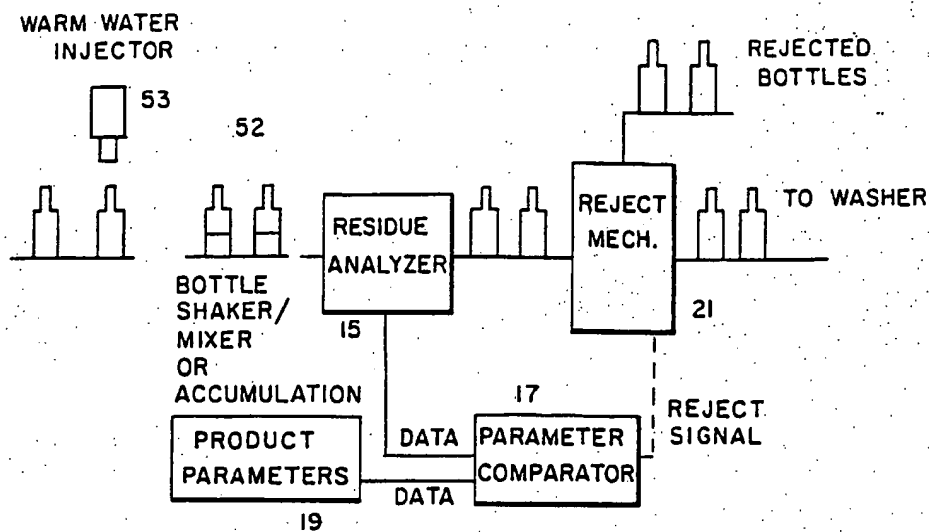 WARM WATER
INJECTOR
53
52
REJECTED
BOTTLES
TO WASHER
RESIDUE
ANALYZER
15
REJECT
MECH.
21
BOTTLE
SHAKER/
MIXER
OR
ACCUMULATION
PRODUCT
PARAMETERS
19
DATA
DATA
17
PARAMETER
COMPARATOR
REJECT
SIGNAL